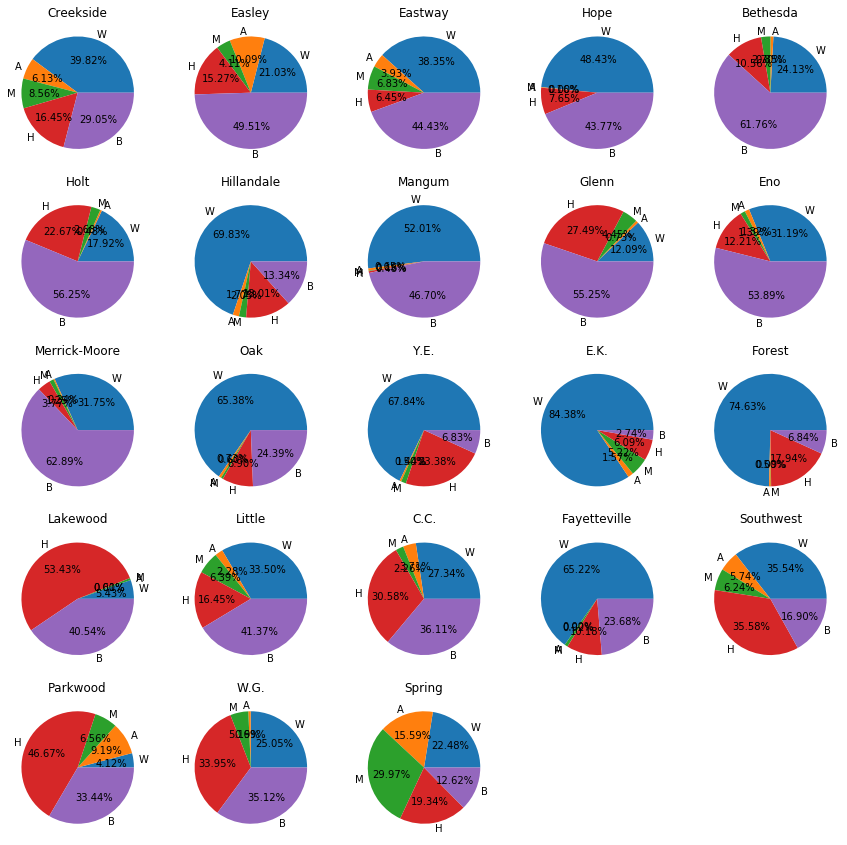 Creekside
W
39.82%
A
6.13%
M
8.56%
H
16.45%
B
29.05%
Easley
W
21.03%
A
10.09%
M
4.11%
H
15.27%
B
49.51%
Eastway
W
38.35%
A
3.93%
M
6.83%
H
6.45%
B
44.43%
Hope
W
48.43%
H
7.65%
B
43.77%
Bethesda
W
24.13%
A
M
H
10.56%
B
61.76%
Holt
W
17.92%
A
M
H
22.67%
B
56.25%
Hillandale
W
69.83%
A
M
H
B
13.34%
Mangum
W
52.01%
B
46.70%
Glenn
W
12.09%
A
M
4.45%
H
27.49%
B
55.25%
Eno
W
31.19%
A
M
H
12.21%
B
53.89%
Merrick-Moore
W
31.75%
A
M
H
B
62.89%
Oak
W
65.38%
H
B
24.39%
Y.E.
W
67.84%
A
M
H
13.38%
B
6.83%
E.K.
W
84.38%
A
1.57%
M
5.22%
H
6.09%
B
2.74%
Forest
W
74.63%
A
M
H
17.94%
B
6.84%
Lakewood
W
5.43%
H
53.43%
B
40.54%
Little
W
33.50%
A
2.28%
M
6.39%
H
16.45%
B
41.37%
C.C.
W
27.34%
A
M
H
30.58%
B
36.11%
Fayetteville
W
65.22%
H
10.18%
B
23.68%
Southwest
W
35.54%
A
5.74%
M
6.24%
H
35.58%
B
16.90%
Parkwood
W
4.12%
A
9.19%
M
6.56%
H
46.67%
B
33.44%
W.G.
W
25.05%
A
M
H
33.95%
B
35.12%
Spring
W
22.48%
A
15.59%
M
29.97%
H
19.34%
B
12.62%